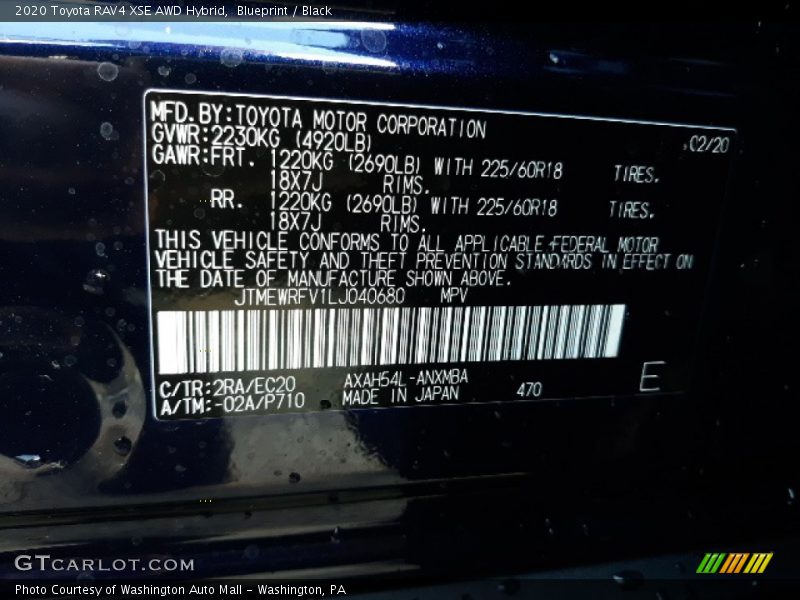 2020 Toyota RAV4 XSE AWD Hybrid, Blueprint / Black
MFD.BY:TOYOTA MOTOR CORPORATION 02/20
GVWR:2230KG (4920LB)
GAWR:FRT. 1220KG (2690LB) WITH 225/60R18 TIRES.
18X7J RIMS.
RR. 1220KG (2690LB) WITH 225/60R18 TIRES.
18X7J RIMS.
THIS VEHICLE CONFORMS TO ALL APPLICABLE FEDERAL MOTOR
VEHICLE SAFETY AND THEFT PREVENTION STANDARDS IN EFFECT ON
THE DATE OF MANUFACTURE SHOWN ABOVE.
JTMEWRFV1LJ040680 MPV
C/TR:2RA/EC20 AXAH54L-ANXMBA
A/TM:-02A/P710 MADE IN JAPAN 470 E
GTCARLOT.COM
Photo Courtesy of Washington Auto Mall - Washington, PA